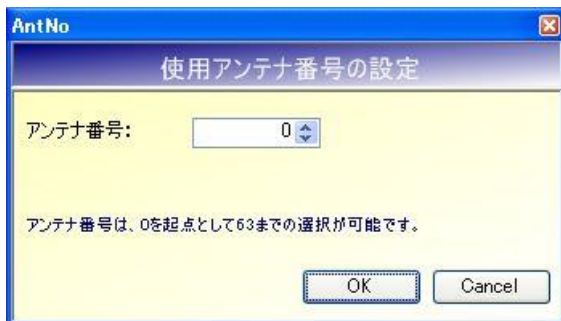 AntNo
使用アンテナ番号の設定
アンテナ番号: 0
アンテナ番号は、0を起点として63までの選択が可能です。
OK Cancel